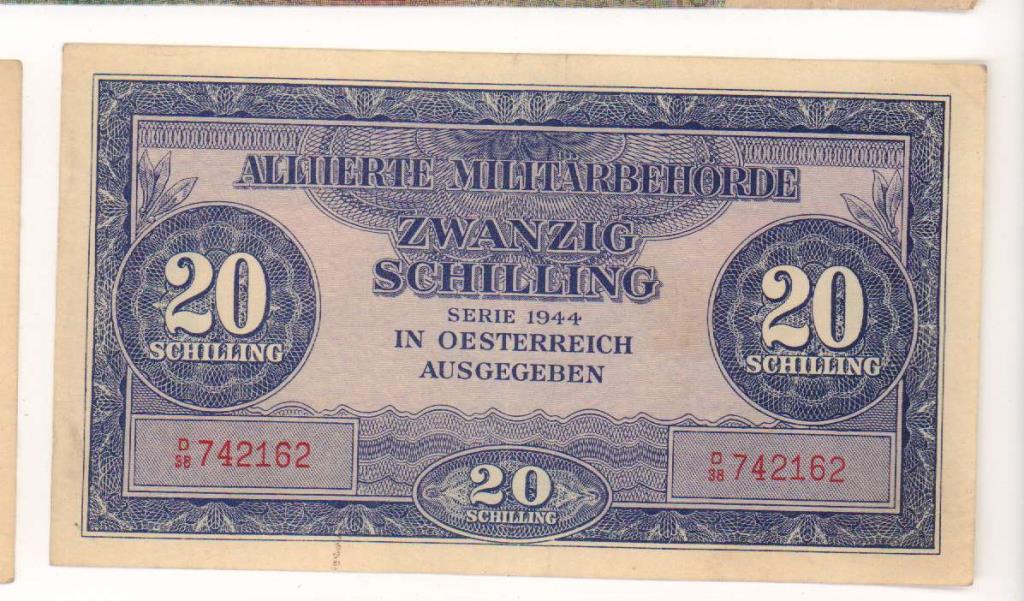 ALLIIERTE MILITÄRBEHÖRDE
ZWANZIG
SCHILLING
SERIE 1944
IN OESTERREICH
AUSGEGEBEN
20
SCHILLING
20
SCHILLING
D
38 742162
D
38 742162
20
SCHILLING